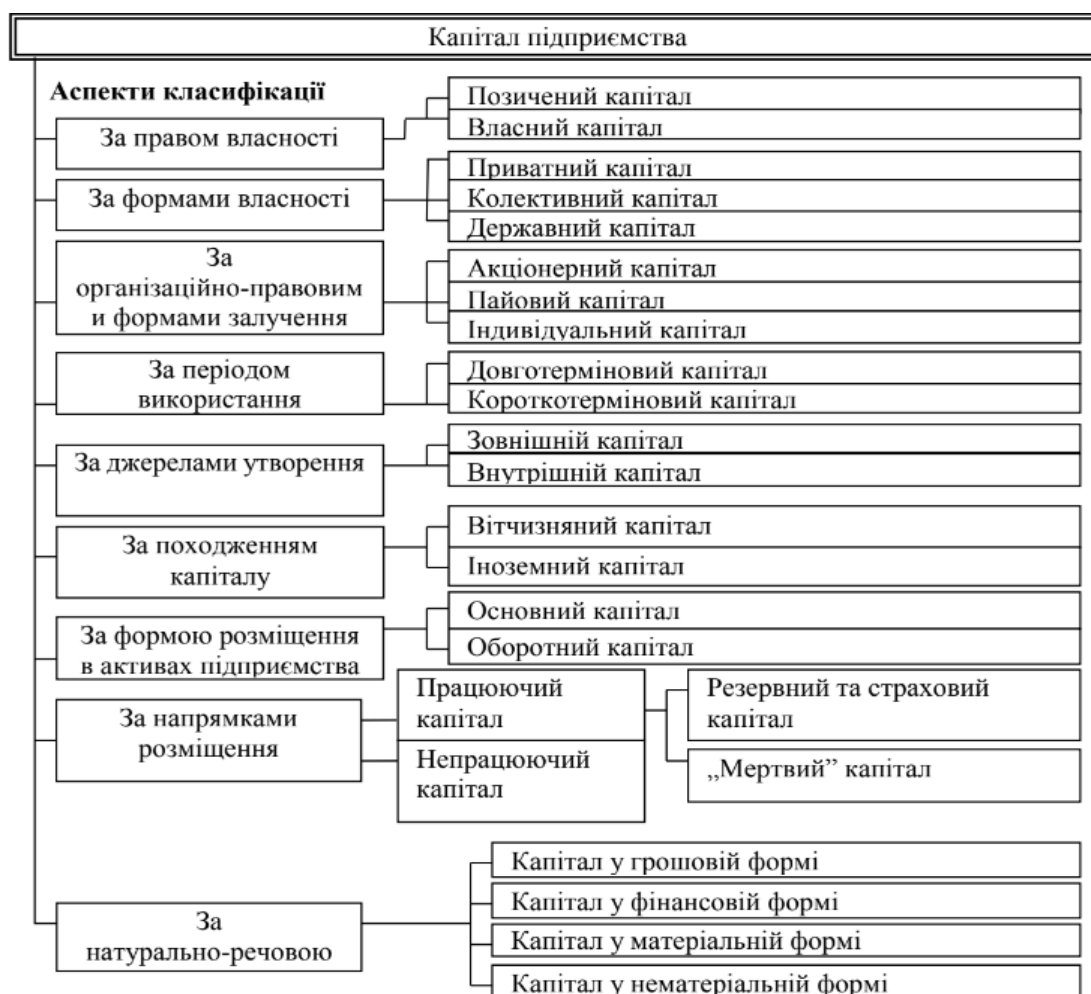 Капітал підприємства
Аспекти класифікації
За правом власності
Позичений капітал
Власний капітал
За формами власності
Приватний капітал
Колективний капітал
Державний капітал
За
організаційно-правовим
и формами залучення
Акціонерний капітал
Пайовий капітал
Індивідуальний капітал
За періодом
використання
Довготерміновий капітал
Короткотерміновий капітал
За джерелами утворення
Зовнішній капітал
Внутрішній капітал
За походженням
капіталу
Вітчизняний капітал
Іноземний капітал
За формою розміщення
в активах підприємства
Основний капітал
Оборотний капітал
За напрямками
розміщення
Працюючий
капітал
Непрацюючий
капітал
Резервний та страховий
капітал
„Мертвий” капітал
За
натурально-речовою
Капітал у грошовій формі
Капітал у фінансовій формі
Капітал у матеріальній формі
Капітал у нематеріальній формі